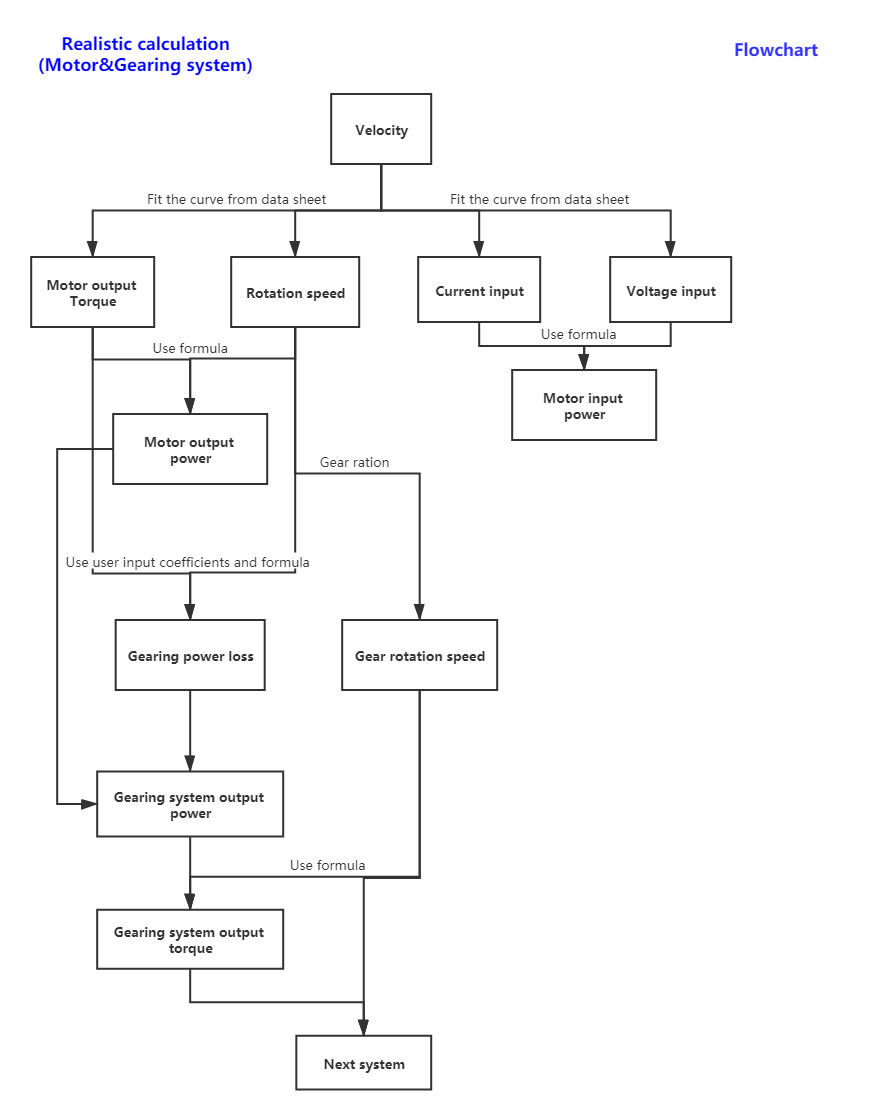 Realistic calculation
(Motor&Gearing system)
Flowchart
Velocity
Fit the curve from data sheet
Fit the curve from data sheet
Motor output
Torque
Rotation speed
Current input
Voltage input
Use formula
Use formula
Motor input
power
Motor output
power
Gear ration
Use user input coefficients and formula
Gearing power loss
Gear rotation speed
Gearing system output
power
Use formula
Gearing system output
torque
Next system